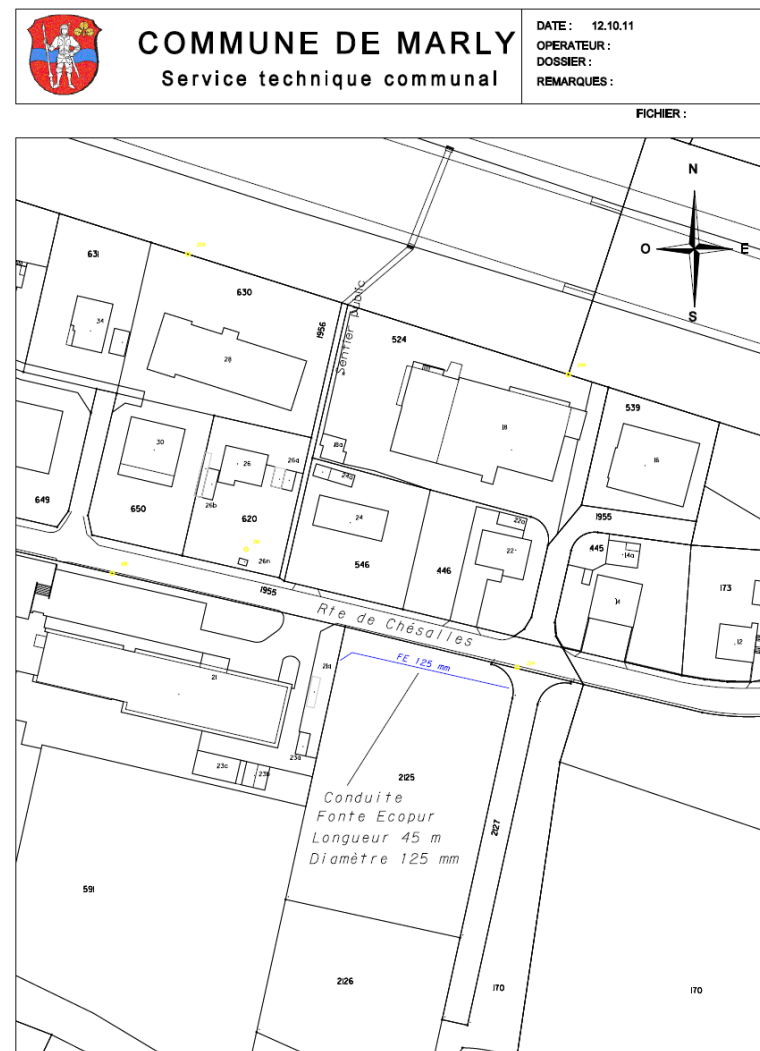 COMMUNE DE MARLY
Service technique communal
DATE : 12.10.11
OPERATEUR :
DOSSIER :
REMARQUES :
FICHIER :
N
O
E
S
631
630
1956
Sentier public
524
34
28
18
539
16
30
26
26a
18a
24a
649
650
26b
620
24
22a
1955
546
446
22
445
14a
26n
1955
173
14
12
Rte de Chésalles
FE 125 mm
21
23a
23c
23b
2125
Conduite
Fonte Ecopur
Longueur 45 m
Diamètre 125 mm
2127
591
2126
170
170